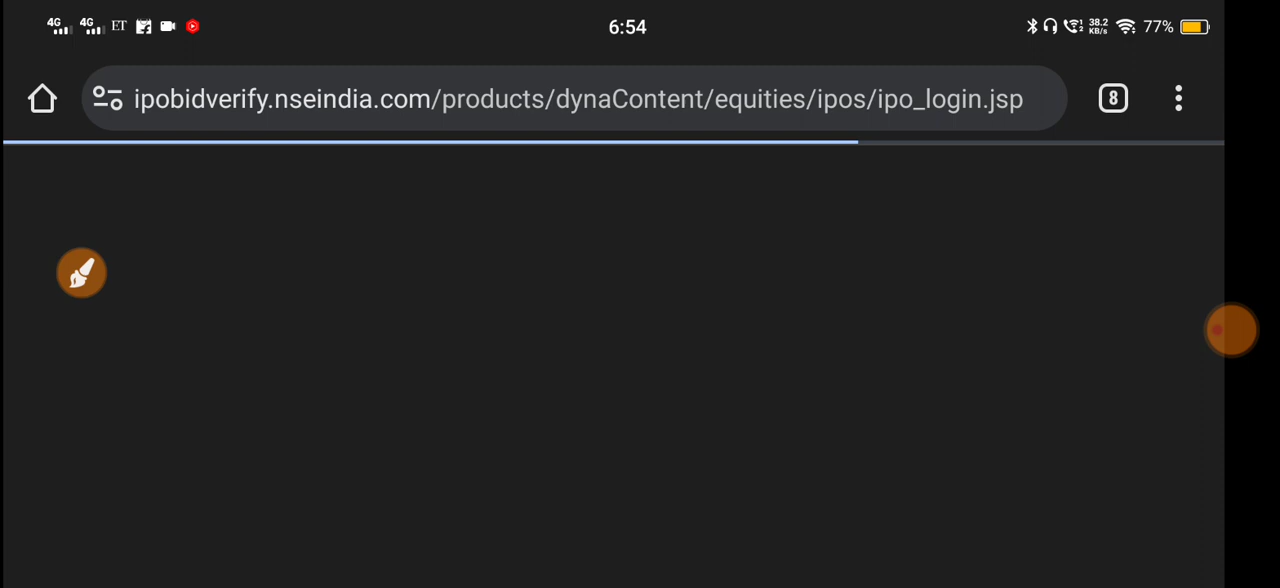 4G 4G ET 6:54 38.2 KB/s 77%
ipobidverify.nseindia.com/products/dynaContent/equities/ipos/ipo_login.jsp 8